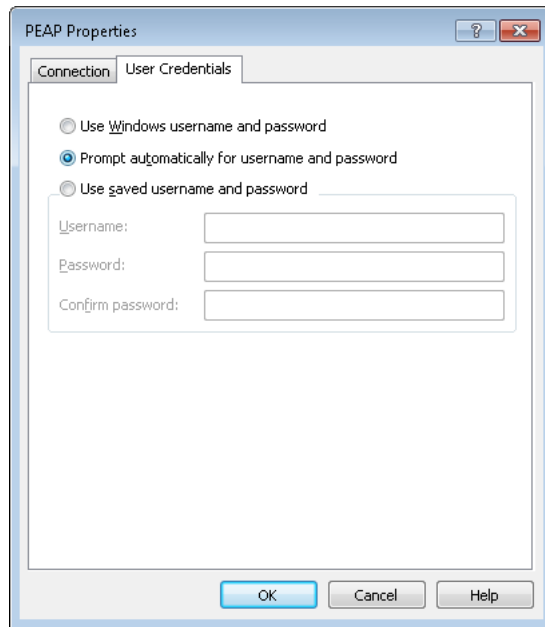 PEAP Properties
Connection
User Credentials
Use Windows username and password
Prompt automatically for username and password
Use saved username and password
Username:
Password:
Confirm password:
OK
Cancel
Help